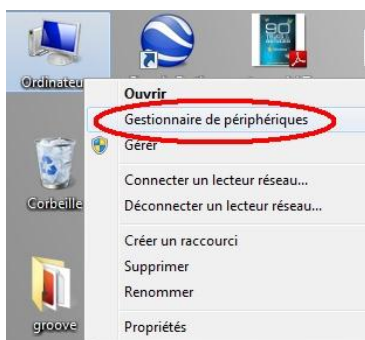 Ordinateu
Ouvrir
Gestionnaire de périphériques
Gérer
Connecter un lecteur réseau...
Déconnecter un lecteur réseau...
Créer un raccourci
Supprimer
Renommer
Propriétés
Corbeille
groove
90